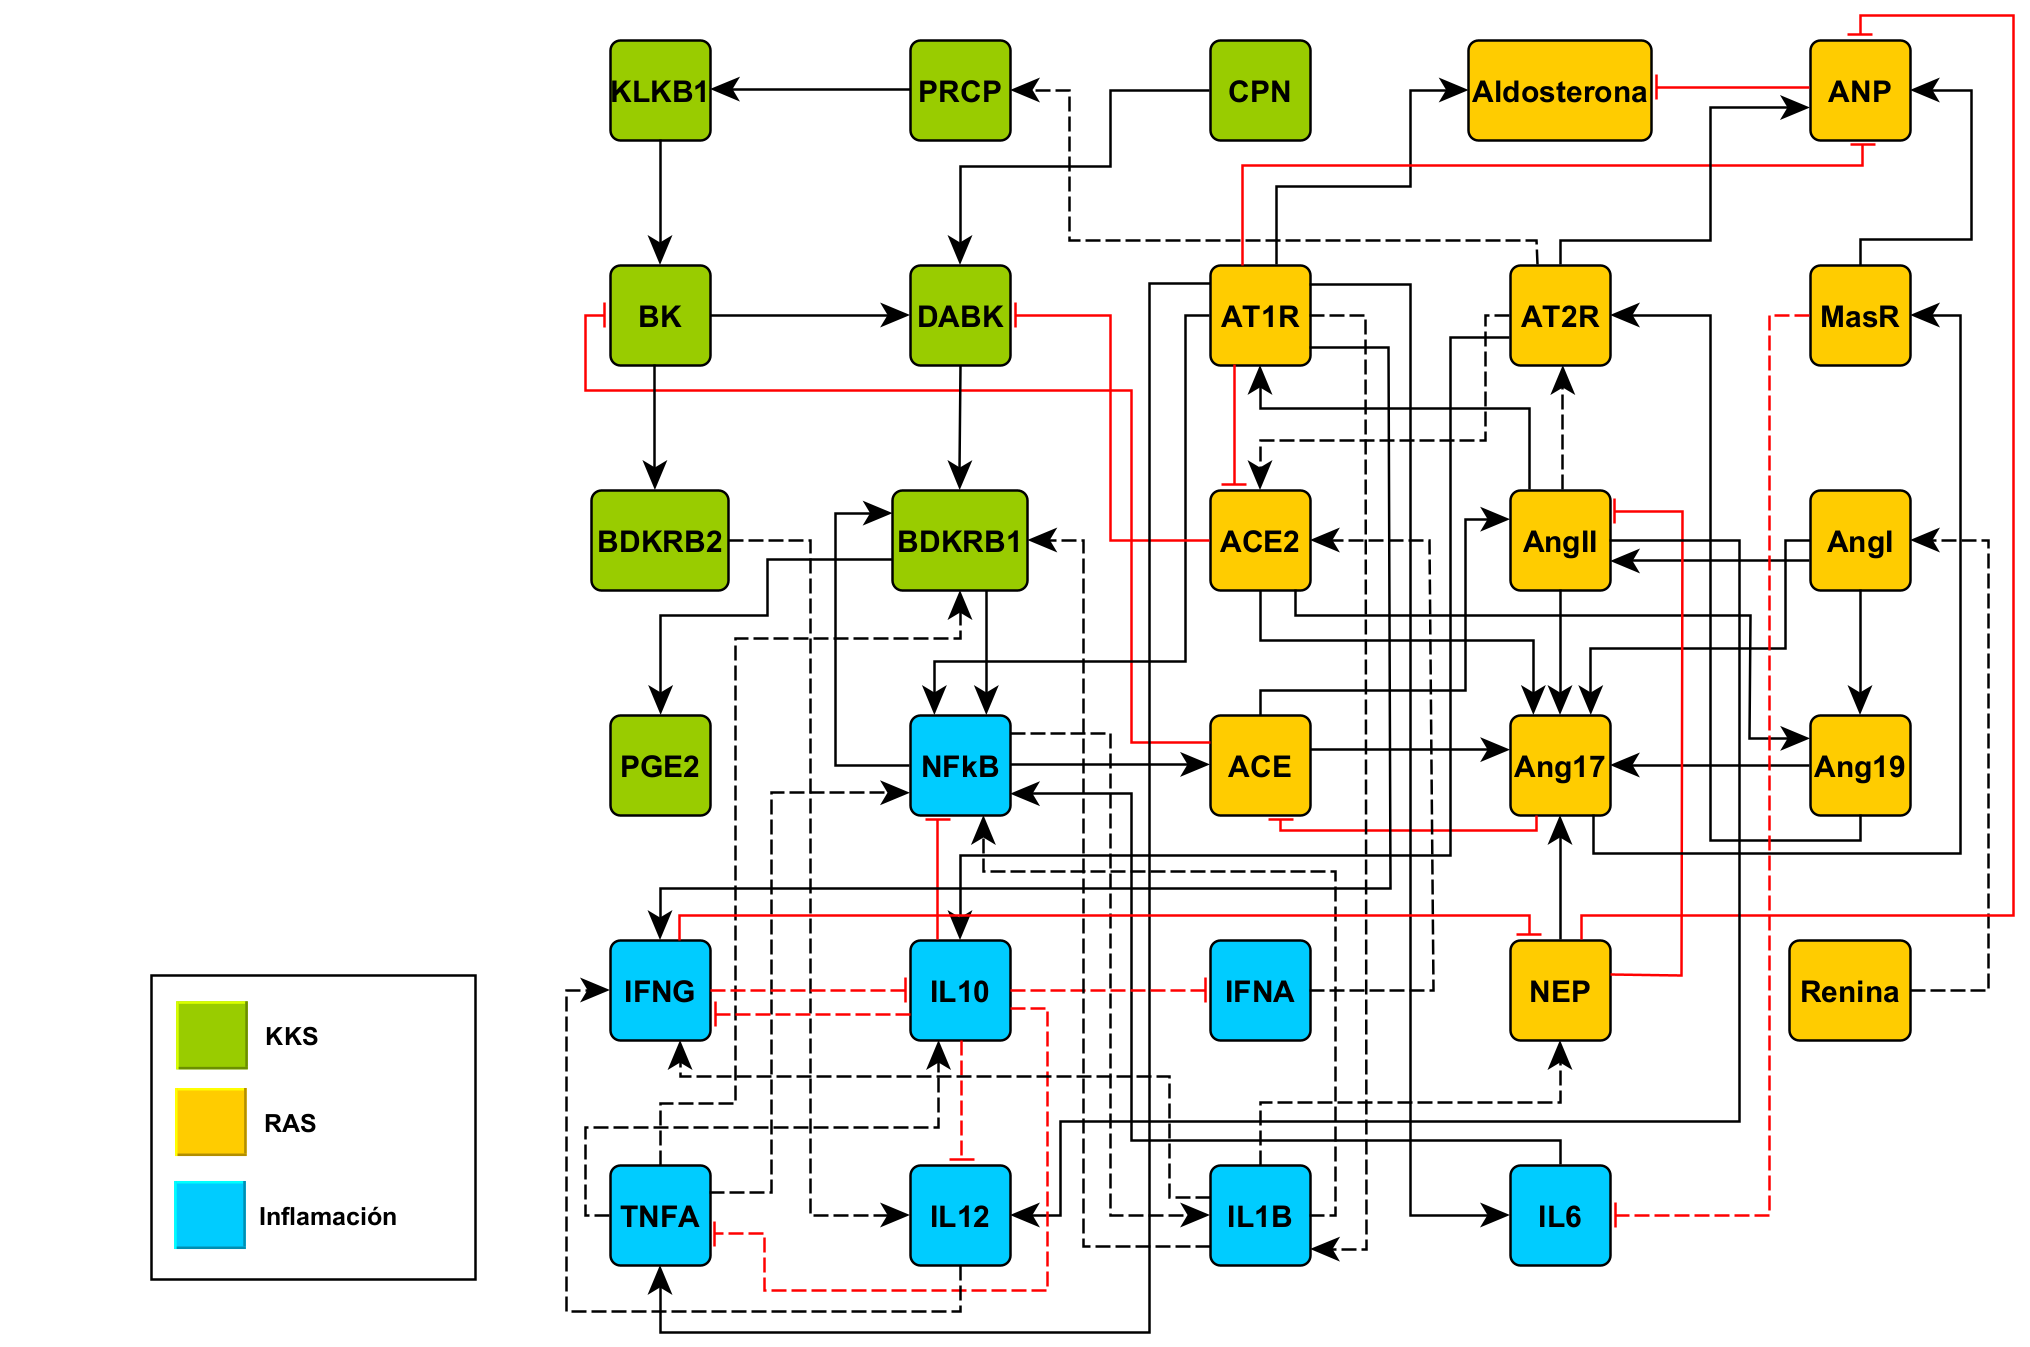 KLKB1
PRCP
CPN
Aldosterona
ANP
BK
DABK
AT1R
AT2R
MasR
BDKRB2
BDKRB1
ACE2
AngII
AngI
PGE2
NFkB
ACE
Ang17
Ang19
IFNG
IL10
IFNA
NEP
Renina
KKS
RAS
Inflamación
TNFA
IL12
IL1B
IL6